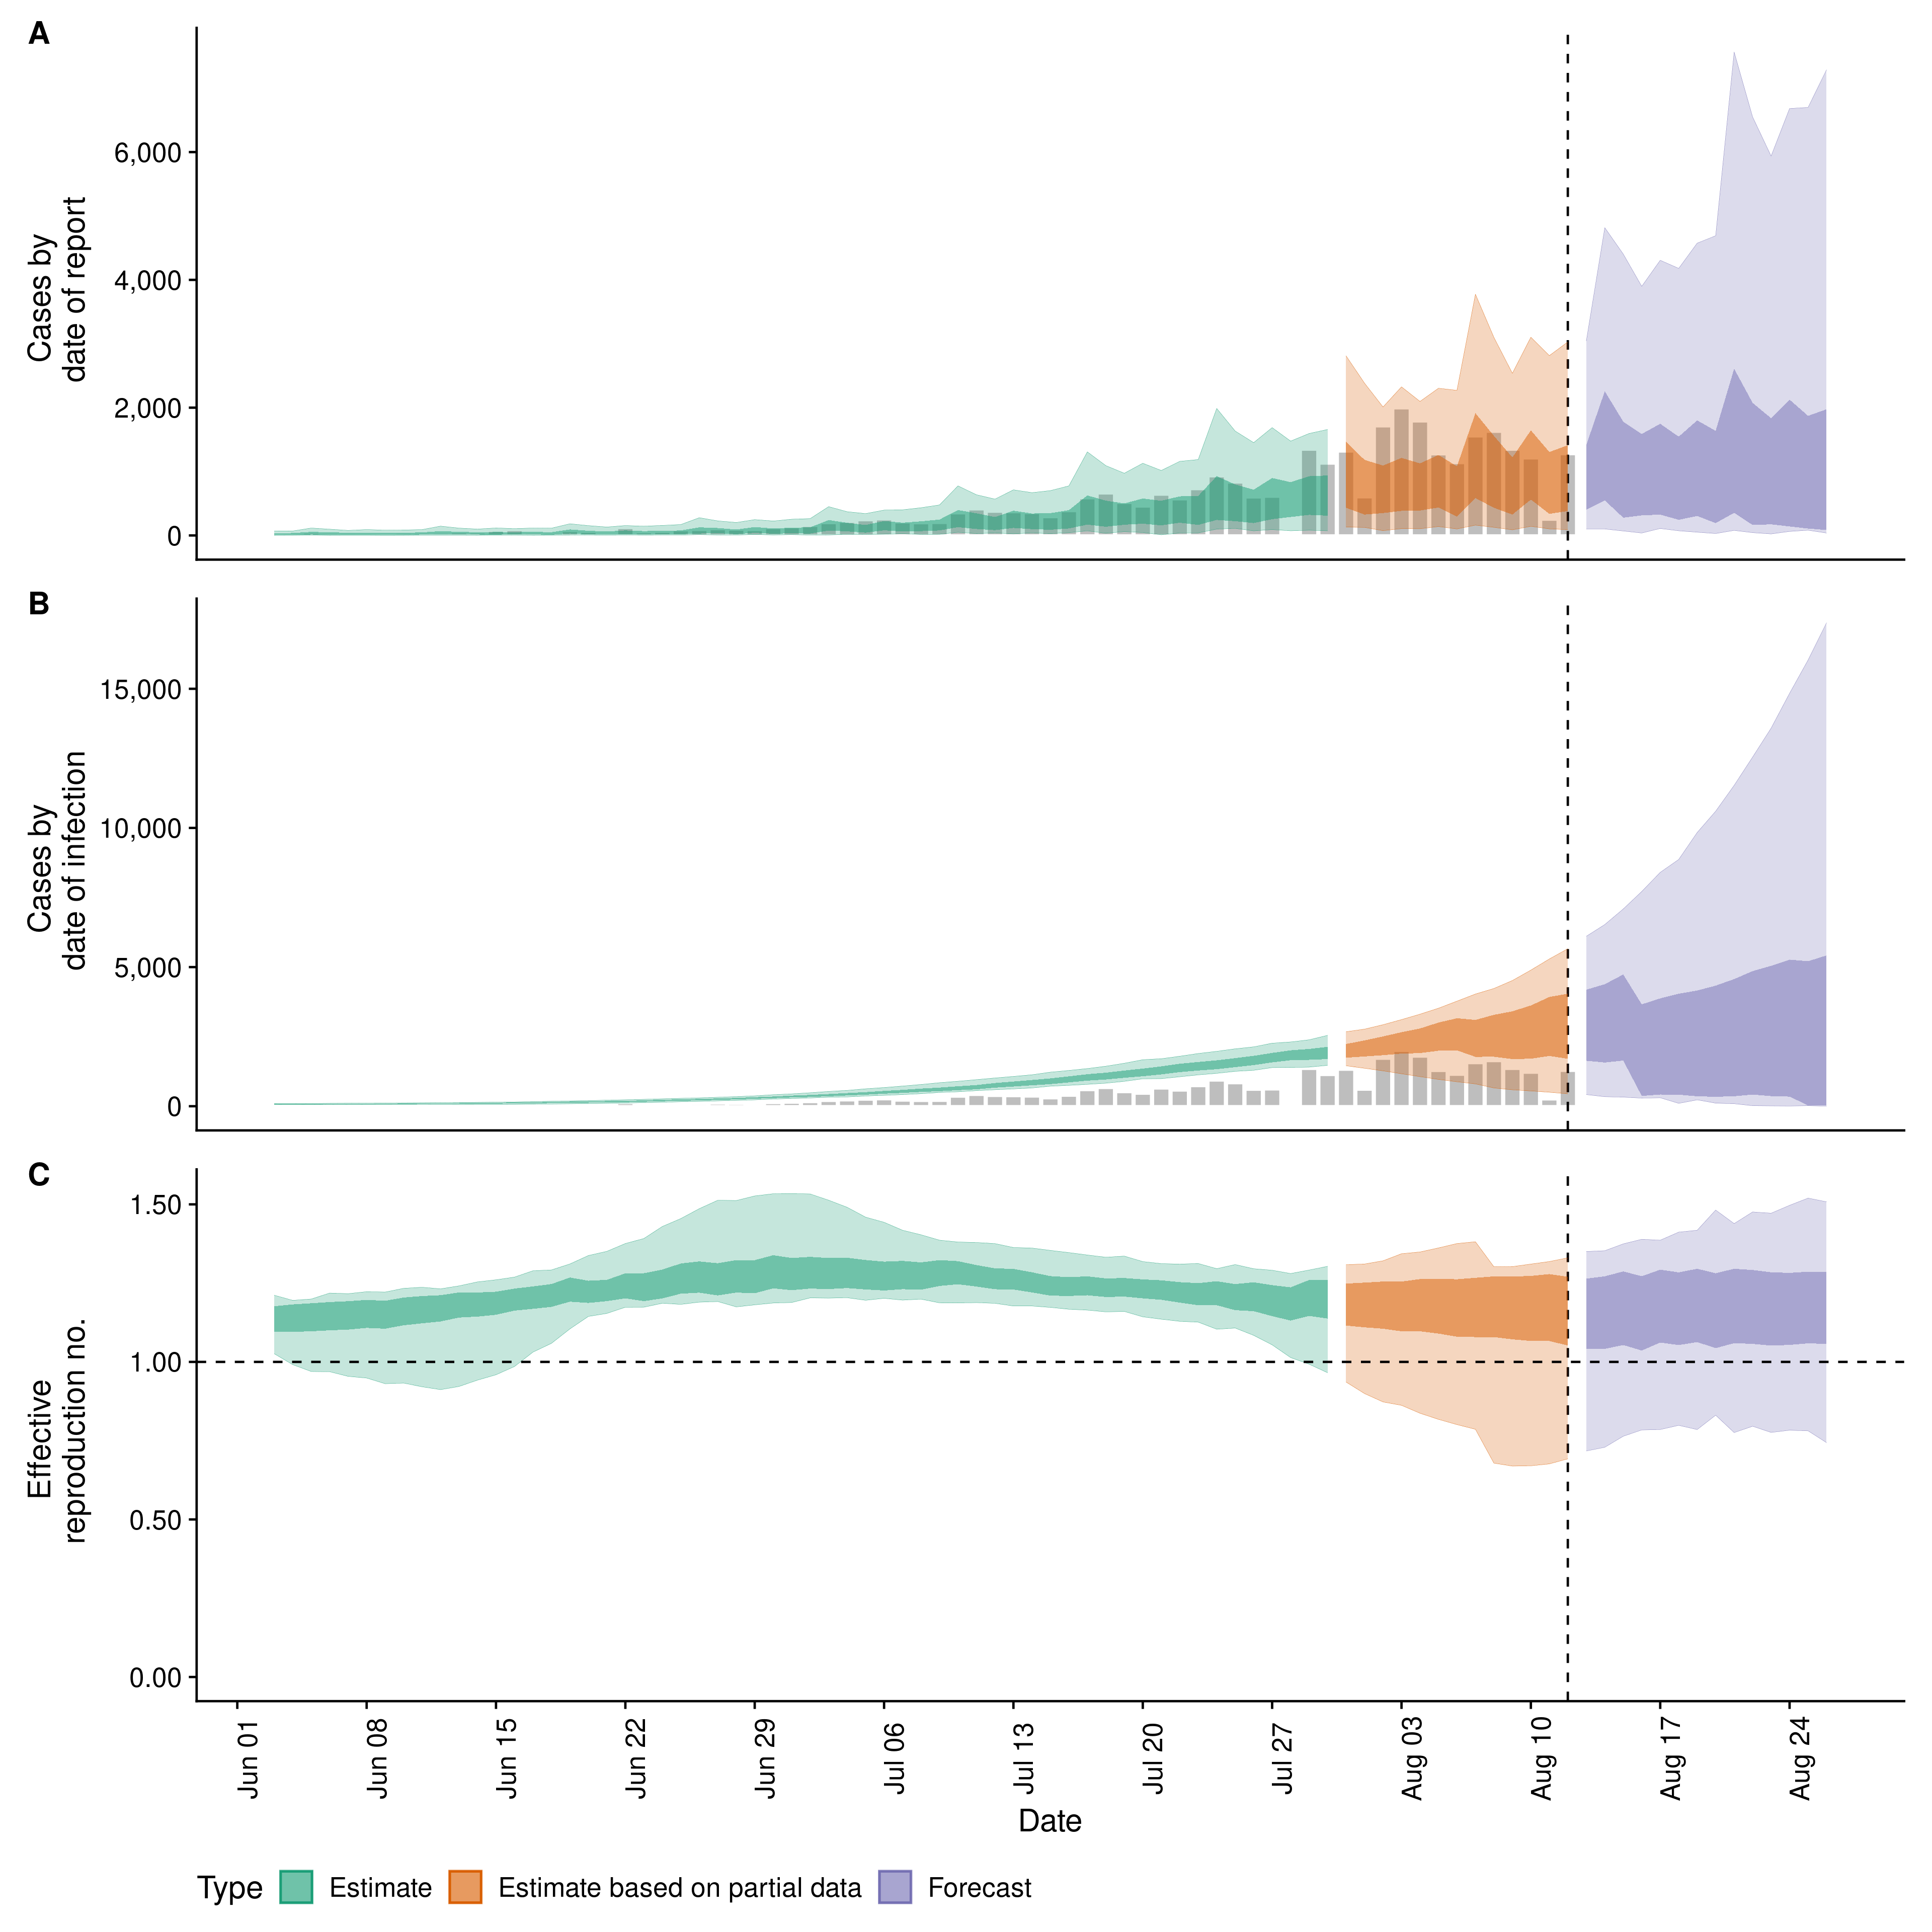 A
Cases by
date of report
6,000
4,000
2,000
0
B
Cases by
date of infection
15,000
10,000
5,000
0
C
Effective
reproduction no.
1.50
1.00
0.50
0.00
Jun 01
Jun 08
Jun 15
Jun 22
Jun 29
Jul 06
Jul 13
Jul 20
Jul 27
Aug 03
Aug 10
Aug 17
Aug 24
Date
Type Estimate Estimate based on partial data Forecast